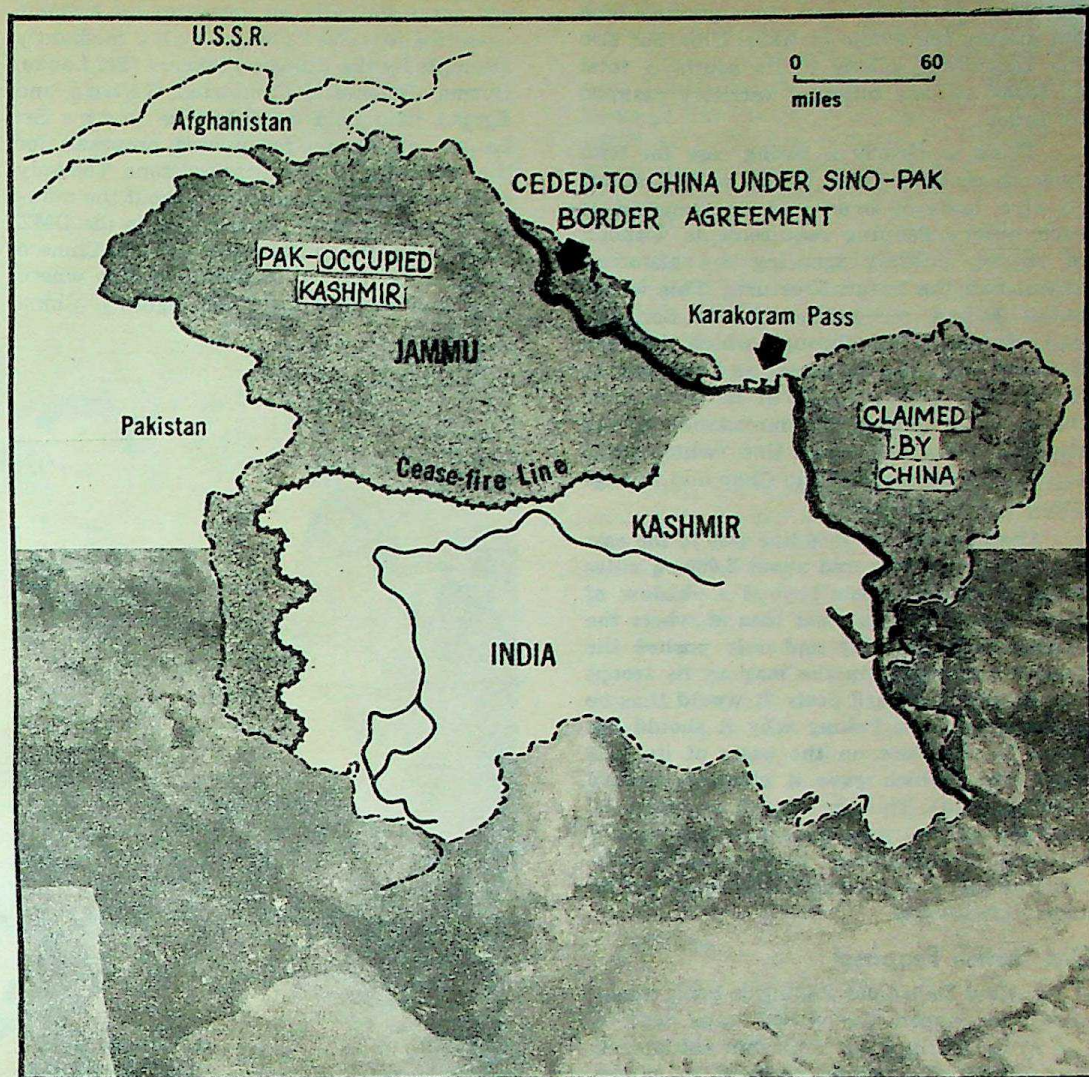 U.S.S.R.
0 60
miles
Afghanistan
CEDED·TO CHINA UNDER SINO-PAK
BORDER AGREEMENT
PAK-OCCUPIED
KASHMIR
Karakoram Pass
JAMMU
Pakistan
CLAIMED
BY
CHINA
Cease-fire Line
KASHMIR
INDIA